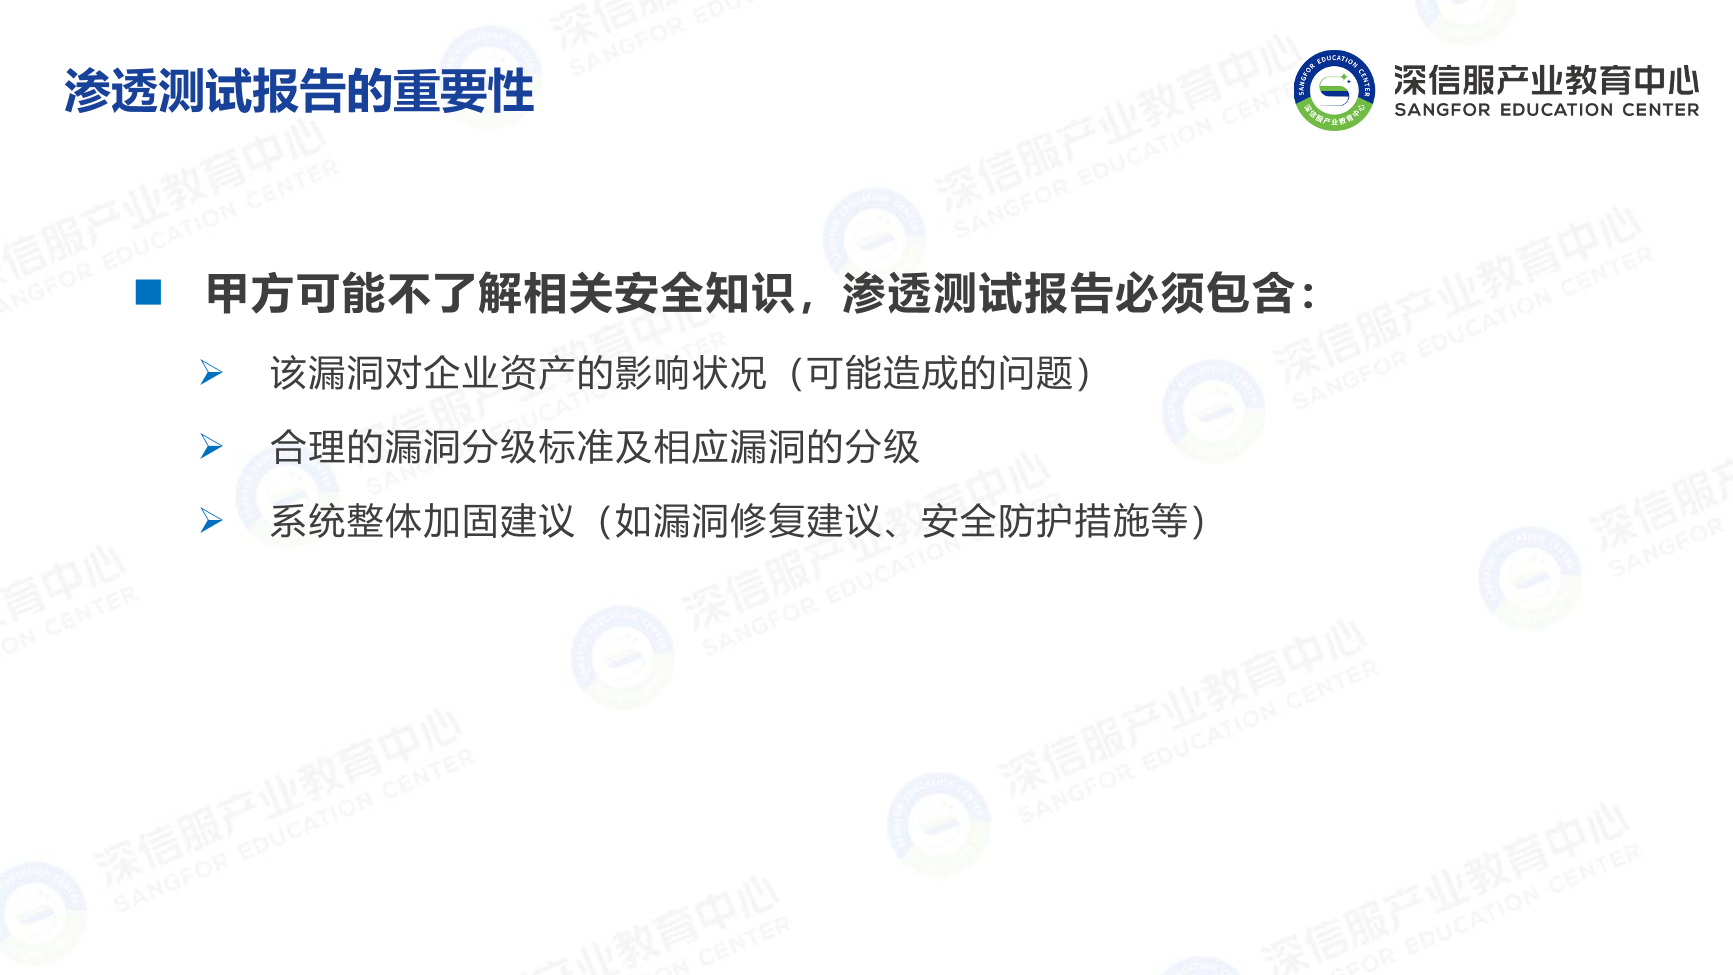 渗透测试报告的重要性
深信服产业教育中心
SANGFOR EDUCATION CENTER
■ 甲方可能不了解相关安全知识，渗透测试报告必须包含：
➢ 该漏洞对企业资产的影响状况（可能造成的问题）
➢ 合理的漏洞分级标准及相应漏洞的分级
➢ 系统整体加固建议（如漏洞修复建议、安全防护措施等）